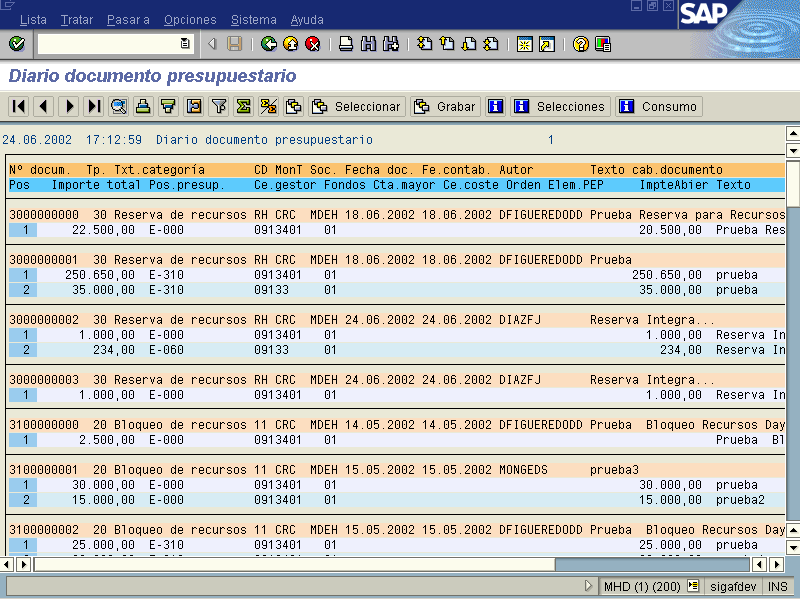 Lista Tratar Pasar a Opciones Sistema Ayuda
SAP
Diario documento presupuestario
Seleccionar Grabar Selecciones Consumo
24.06.2002 17:12:59 Diario documento presupuestario 1
Nº docum. Tp. Txt.categoría CD MonT Soc. Fecha doc. Fe.contab. Autor Texto cab.documento
Pos Importe total Pos.presup. Ce.gestor Fondos Cta.mayor Ce.coste Orden Elem.PEP ImpteAbier Texto
3000000000 30 Reserva de recursos RH CRC MDEH 18.06.2002 18.06.2002 DFIGUEREDODD Prueba Reserva para Recursos
1 22.500,00 E-000 0913401 01 20.500,00 Prueba Res
3000000001 30 Reserva de recursos RH CRC MDEH 18.06.2002 18.06.2002 DFIGUEREDODD Prueba
1 250.650,00 E-310 0913401 01 250.650,00 prueba
2 35.000,00 E-310 09133 01 35.000,00 prueba
3000000002 30 Reserva de recursos RH CRC MDEH 24.06.2002 24.06.2002 DIAZFJ Reserva Integra...
1 1.000,00 E-000 0913401 01 1.000,00 Reserva In
2 234,00 E-060 09133 01 234,00 Reserva In
3000000003 30 Reserva de recursos RH CRC MDEH 24.06.2002 24.06.2002 DIAZFJ Reserva Integra...
1 1.000,00 E-000 0913401 01 1.000,00 Reserva In
3100000000 20 Bloqueo de recursos 11 CRC MDEH 14.05.2002 14.05.2002 DFIGUEREDODD Prueba Bloqueo Recursos Day
1 2.500,00 E-000 0913401 01 Prueba Bl
3100000001 20 Bloqueo de recursos 11 CRC MDEH 15.05.2002 15.05.2002 MONGEDS prueba3
1 30.000,00 E-000 0913401 01 30.000,00 prueba
2 15.000,00 E-000 0913401 01 15.000,00 prueba2
3100000002 20 Bloqueo de recursos 11 CRC MDEH 15.05.2002 15.05.2002 DFIGUEREDODD Prueba Bloqueo Recursos Day
1 25.000,00 E-310 0913401 01 25.000,00 prueba
MHD (1) (200) sigafdev INS